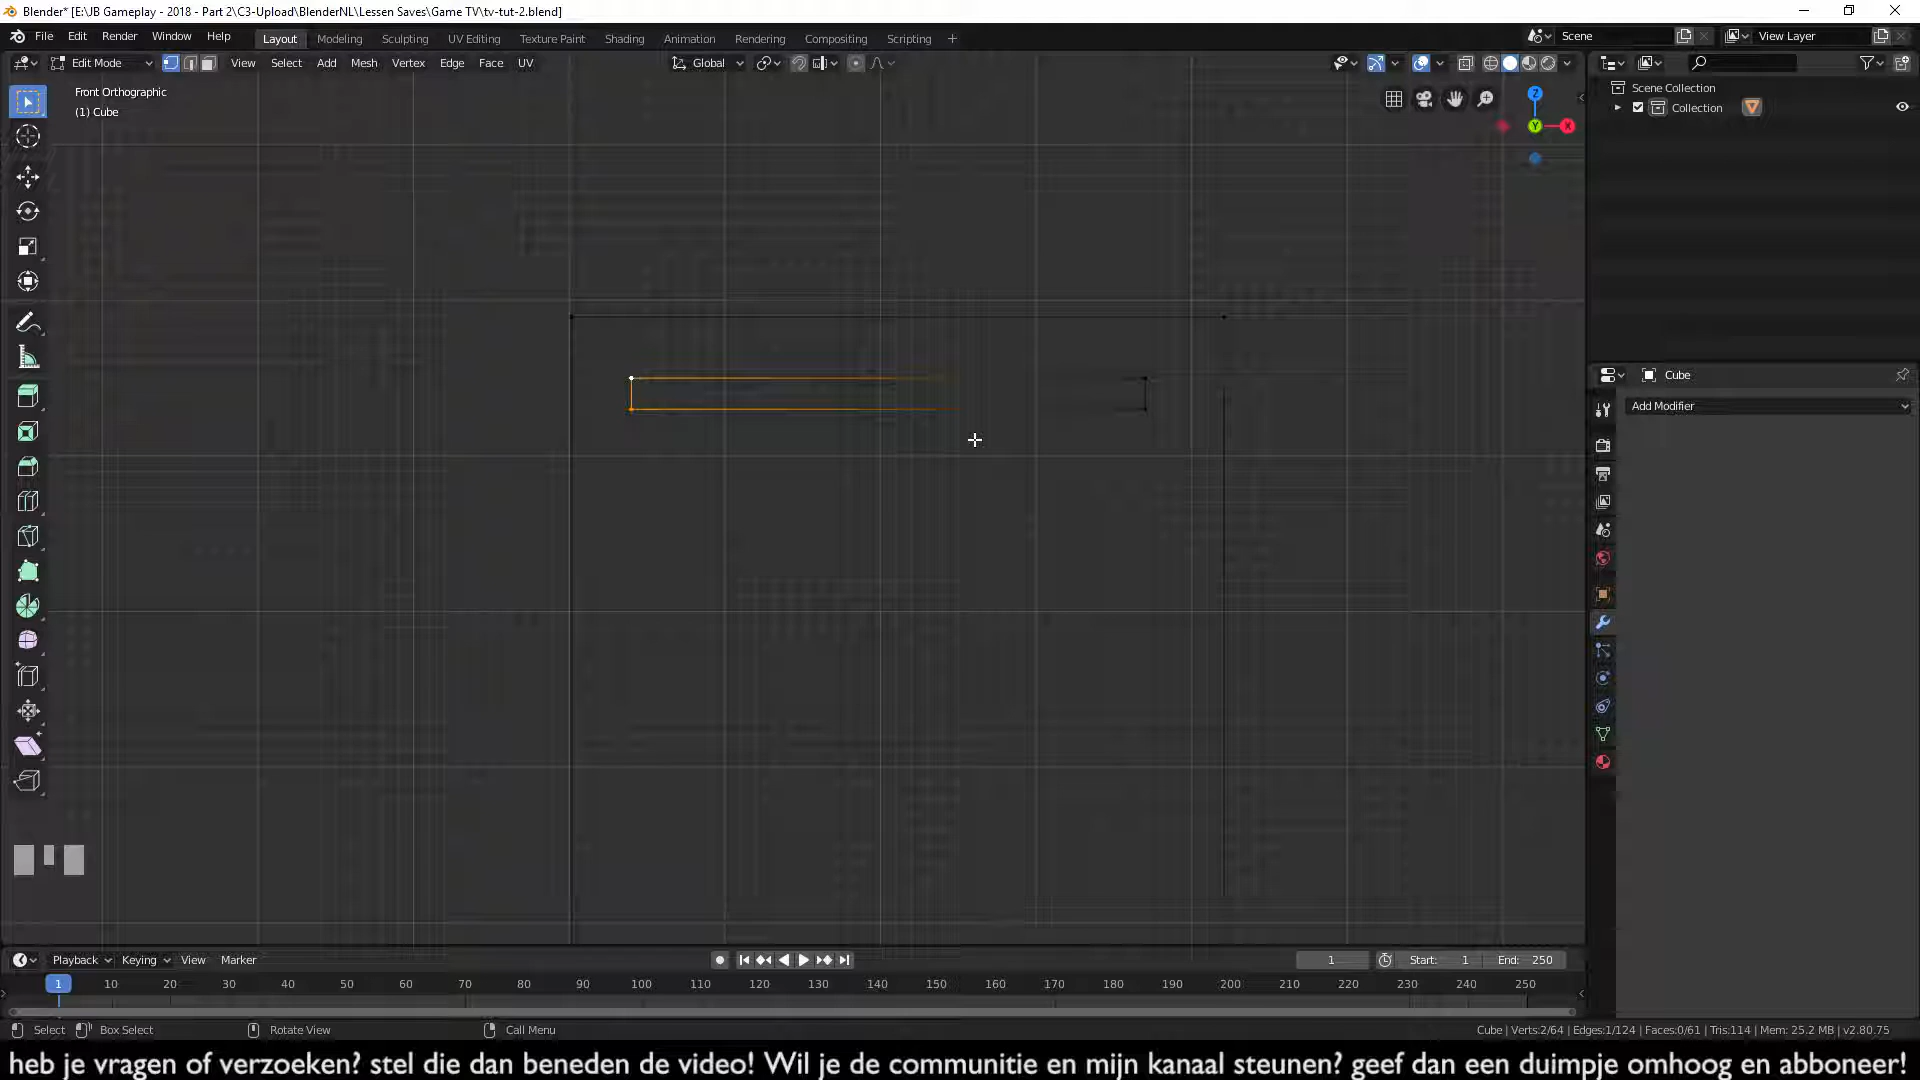 Blender* [E:\JB Gameplay - 2018 - Part 2\C3-Upload\BlenderNL\Lessen Saves\Game TV\tv-tut-2.blend]
File Edit Render Window Help Layout Modeling Sculpting UV Editing Texture Paint Shading Animation Rendering Compositing Scripting + Scene View Layer
Edit Mode View Select Add Mesh Vertex Edge Face UV Global
Front Orthographic
(1) Cube
Z
Y
X
Scene Collection
Collection
Cube
Add Modifier
Playback Keying View Marker 1 Start: 1 End: 250
1 10 20 30 40 50 60 70 80 90 100 110 120 130 140 150 160 170 180 190 200 210 220 230 240 250
Select Box Select Rotate View Call Menu Cube | Verts:2/64 | Edges:1/124 | Faces:0/61 | Tris:114 | Mem: 25.2 MB | v2.80.75
heb je vragen of verzoeken? stel die dan beneden de video! Wil je de communitie en mijn kanaal steunen? geef dan een duimpje omhoog en abboneer!